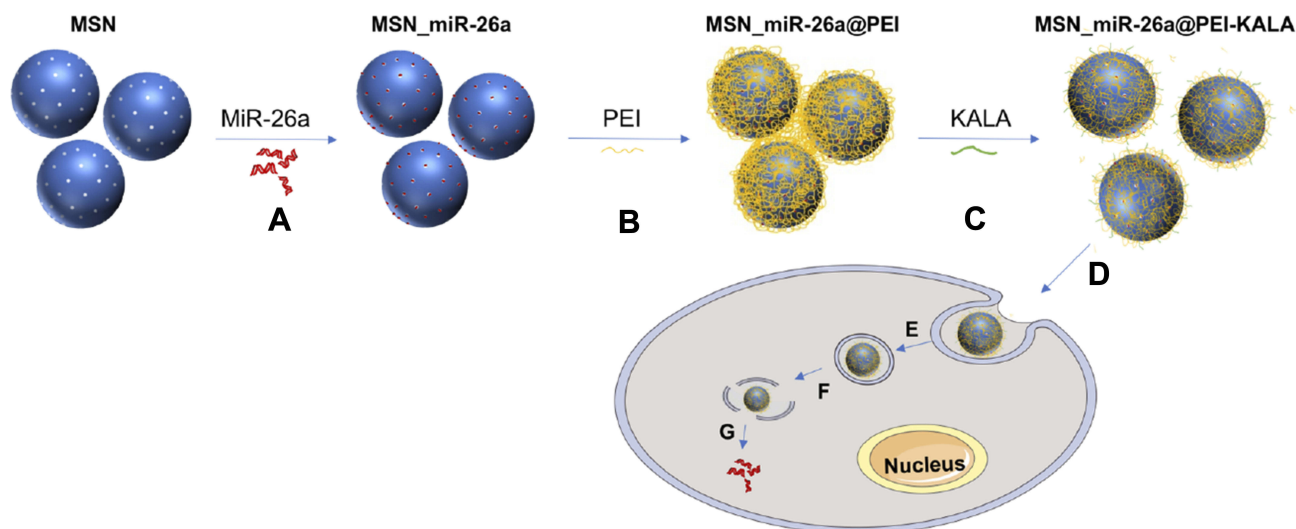 MSN
MSN_miR-26a
MSN_miR-26a@PEI
MSN_miR-26a@PEI-KALA
MiR-26a
PEI
KALA
A
B
C
D
E
F
G
Nucleus